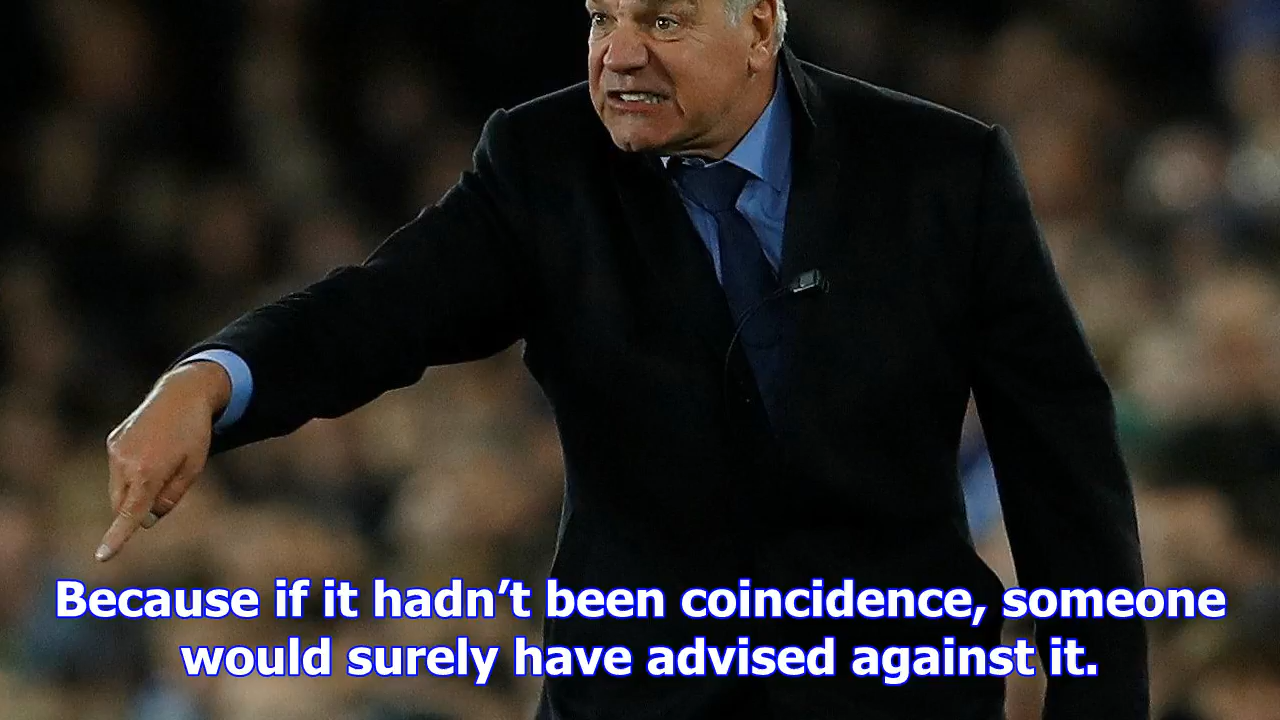 Because if it hadn’t been coincidence, someone
would surely have advised against it.